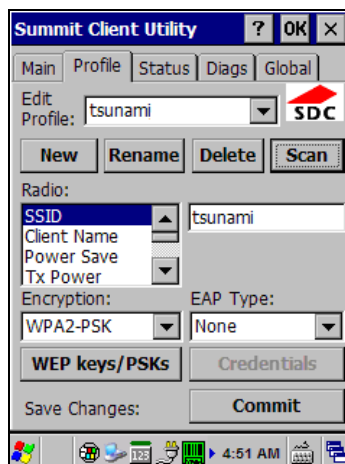 Summit Client Utility ? OK ×
Main Profile Status Diags Global
Edit
Profile: tsunami
SDC
New Rename Delete Scan
Radio:
SSID tsunami
Client Name
Power Save
Tx Power
Encryption: EAP Type:
WPA2-PSK None
WEP keys/PSKs Credentials
Save Changes: Commit
123 4:51 AM